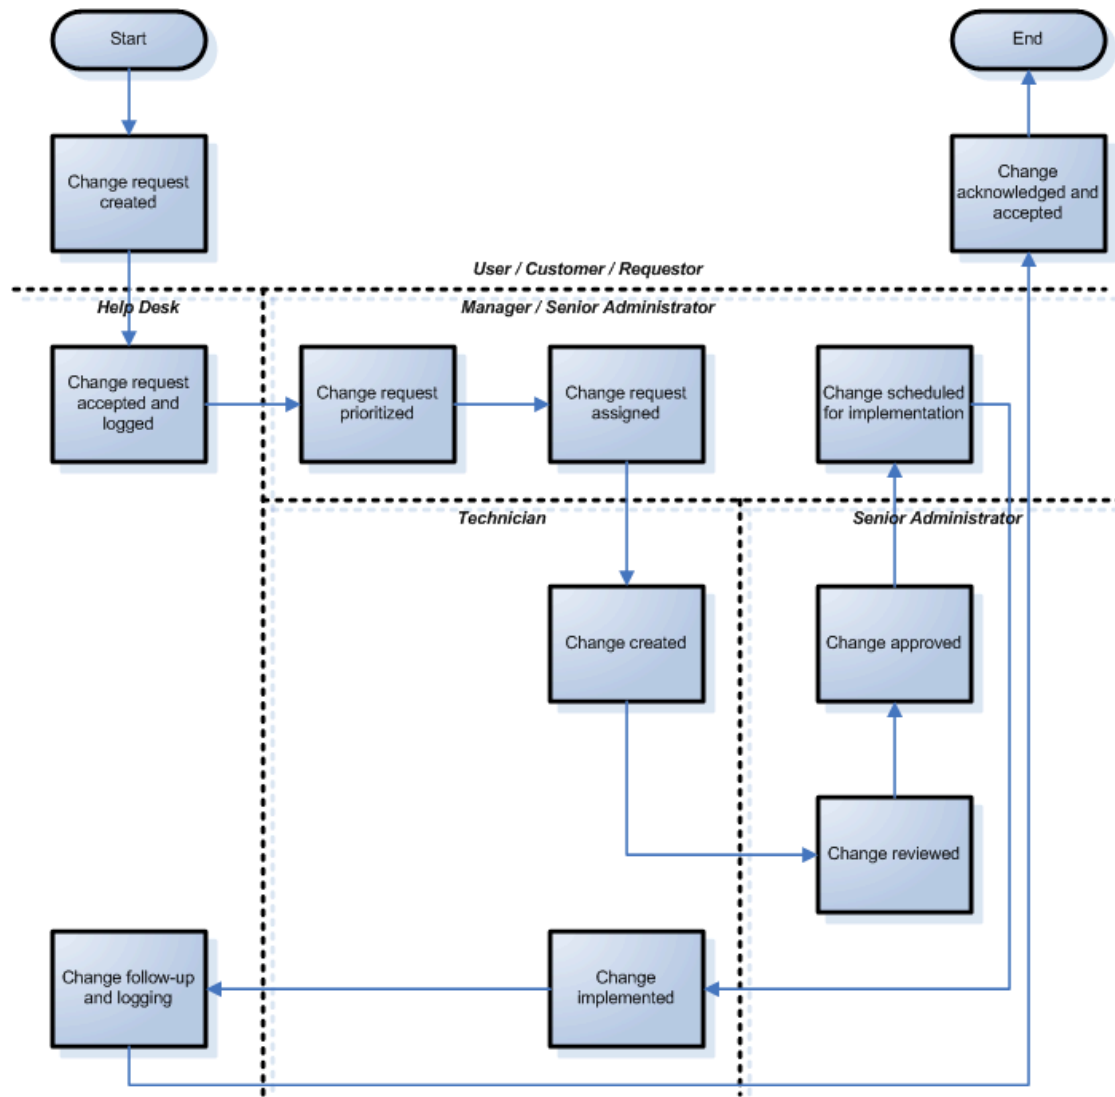 Start
End
Change request
created
Change
acknowledged and
accepted
User / Customer / Requestor
Help Desk
Manager / Senior Administrator
Change request
accepted and
logged
Change request
prioritized
Change request
assigned
Change scheduled
for implementation
Technician
Senior Administrator
Change created
Change approved
Change reviewed
Change follow-up
and logging
Change
implemented